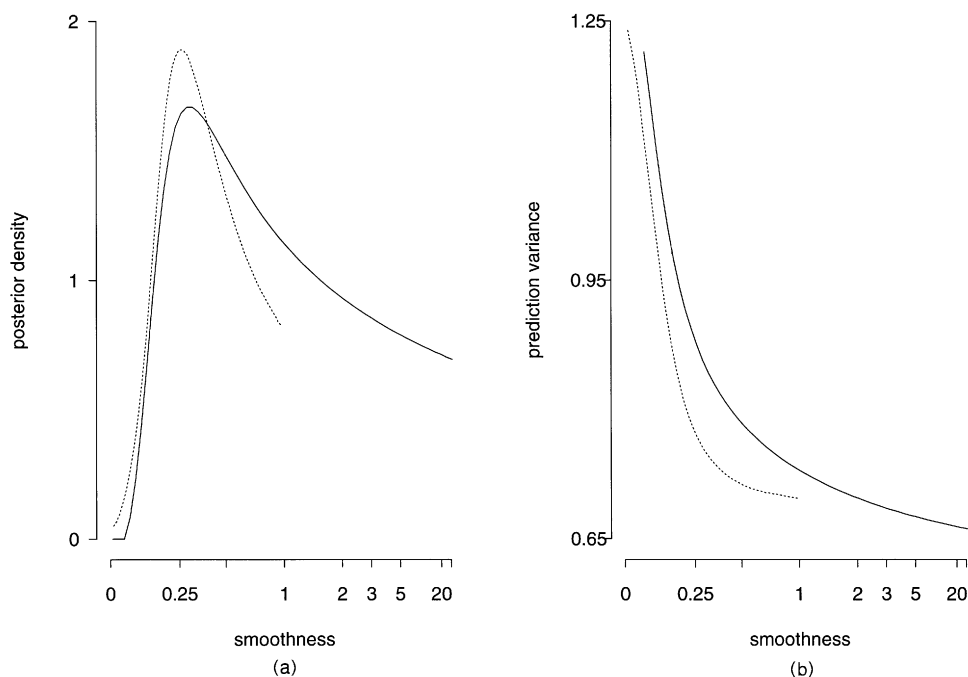 2
1
0
posterior density
0 0.25 1 2 3 5 20
smoothness
(a)
1.25
0.95
0.65
prediction variance
0 0.25 1 2 3 5 20
smoothness
(b)